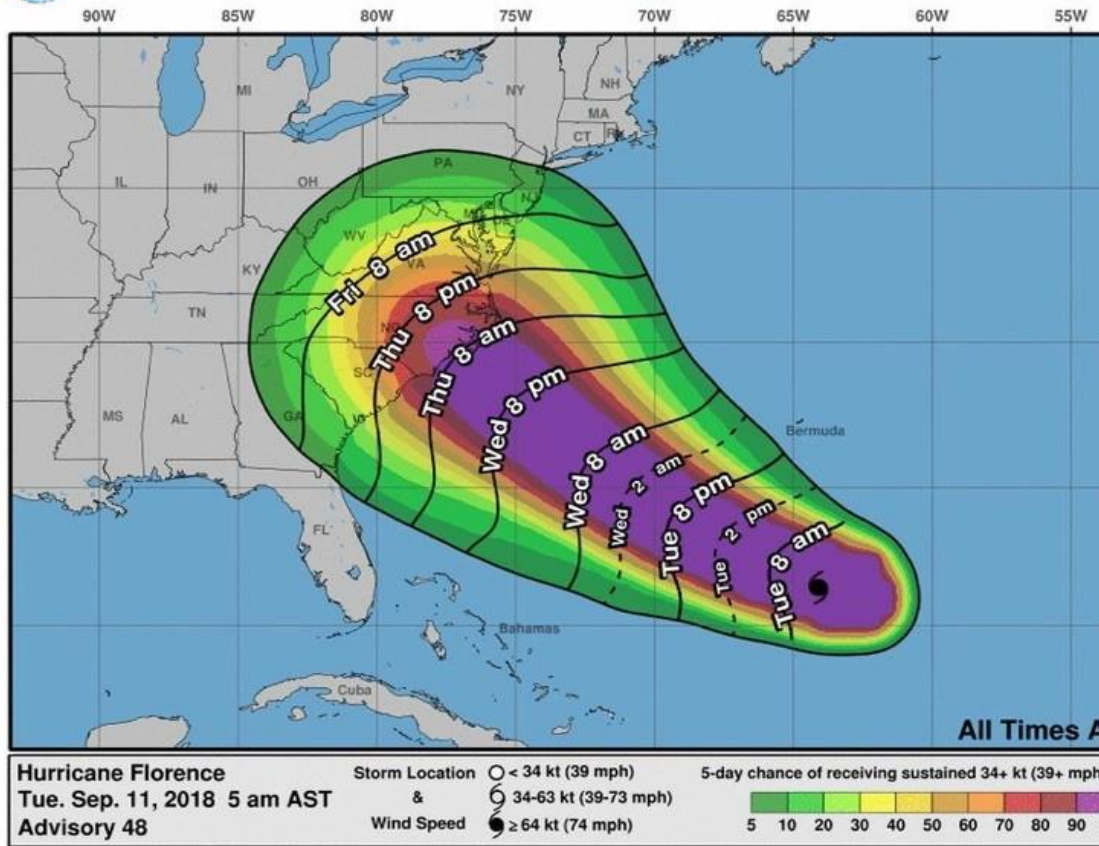 90W 85W 80W 75W 70W 65W 60W 55W
MI
NY
NH
MA
CT
PA
IL
IN
OH
NJ
WV
KY
VA
TN
NC
SC
MS
AL
GA
FL
Bermuda
Bahamas
Cuba
Fri 8 am
Thu 8 pm
Thu 8 am
Wed 8 pm
Wed 8 am
Wed 2 am
Tue 8 pm
Tue 2 pm
Tue 8 am
All Times A
Hurricane Florence
Tue. Sep. 11, 2018 5 am AST
Advisory 48
Storm Location
&
Wind Speed
< 34 kt (39 mph)
34-63 kt (39-73 mph)
≥ 64 kt (74 mph)
5-day chance of receiving sustained 34+ kt (39+ mph
5 10 20 30 40 50 60 70 80 90